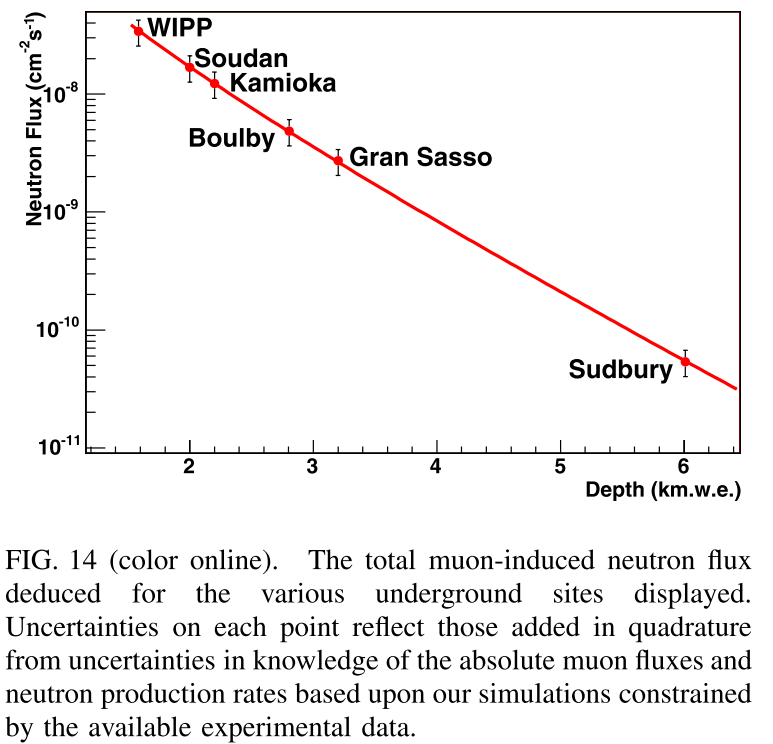 Neutron Flux (cm⁻²s⁻¹)
WIPP
Soudan
10⁻⁸
Kamioka
Boulby
Gran Sasso
10⁻⁹
10⁻¹⁰
Sudbury
10⁻¹¹
2 3 4 5 6
Depth (km.w.e.)
FIG. 14 (color online). The total muon-induced neutron flux
deduced for the various underground sites displayed.
Uncertainties on each point reflect those added in quadrature
from uncertainties in knowledge of the absolute muon fluxes and
neutron production rates based upon our simulations constrained
by the available experimental data.